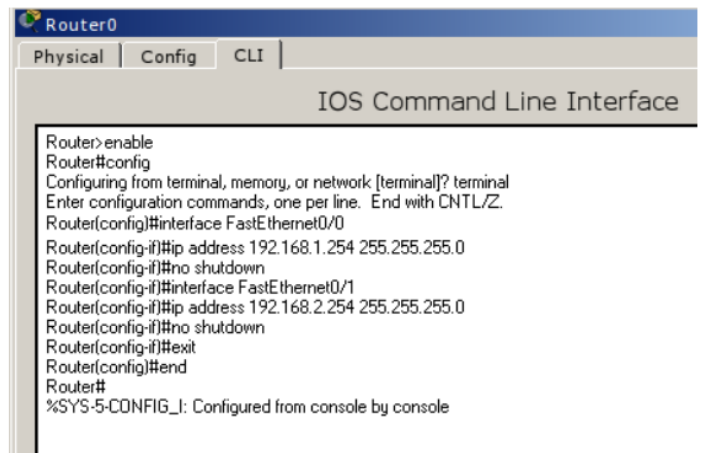 Router0
Physical Config CLI
IOS Command Line Interface
Router>enable
Router#config
Configuring from terminal, memory, or network [terminal]? terminal
Enter configuration commands, one per line. End with CNTL/Z.
Router(config)#interface FastEthernet0/0
Router(config-if)#ip address 192.168.1.254 255.255.255.0
Router(config-if)#no shutdown
Router(config-if)#interface FastEthernet0/1
Router(config-if)#ip address 192.168.2.254 255.255.255.0
Router(config-if)#no shutdown
Router(config-if)#exit
Router(config)#end
Router#
%SYS-5-CONFIG_I: Configured from console by console